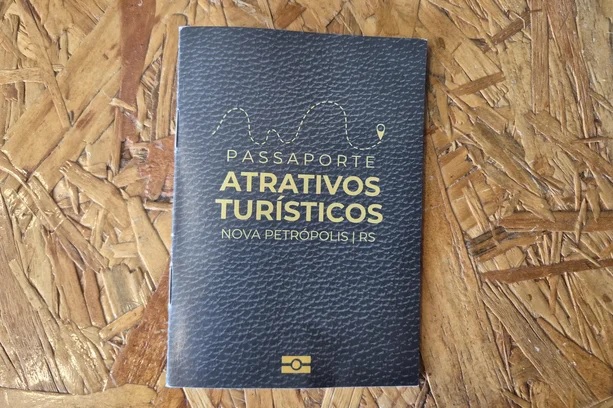 PASSAPORTE
ATRATIVOS
TURÍSTICOS
NOVA PETRÓPOLIS | RS